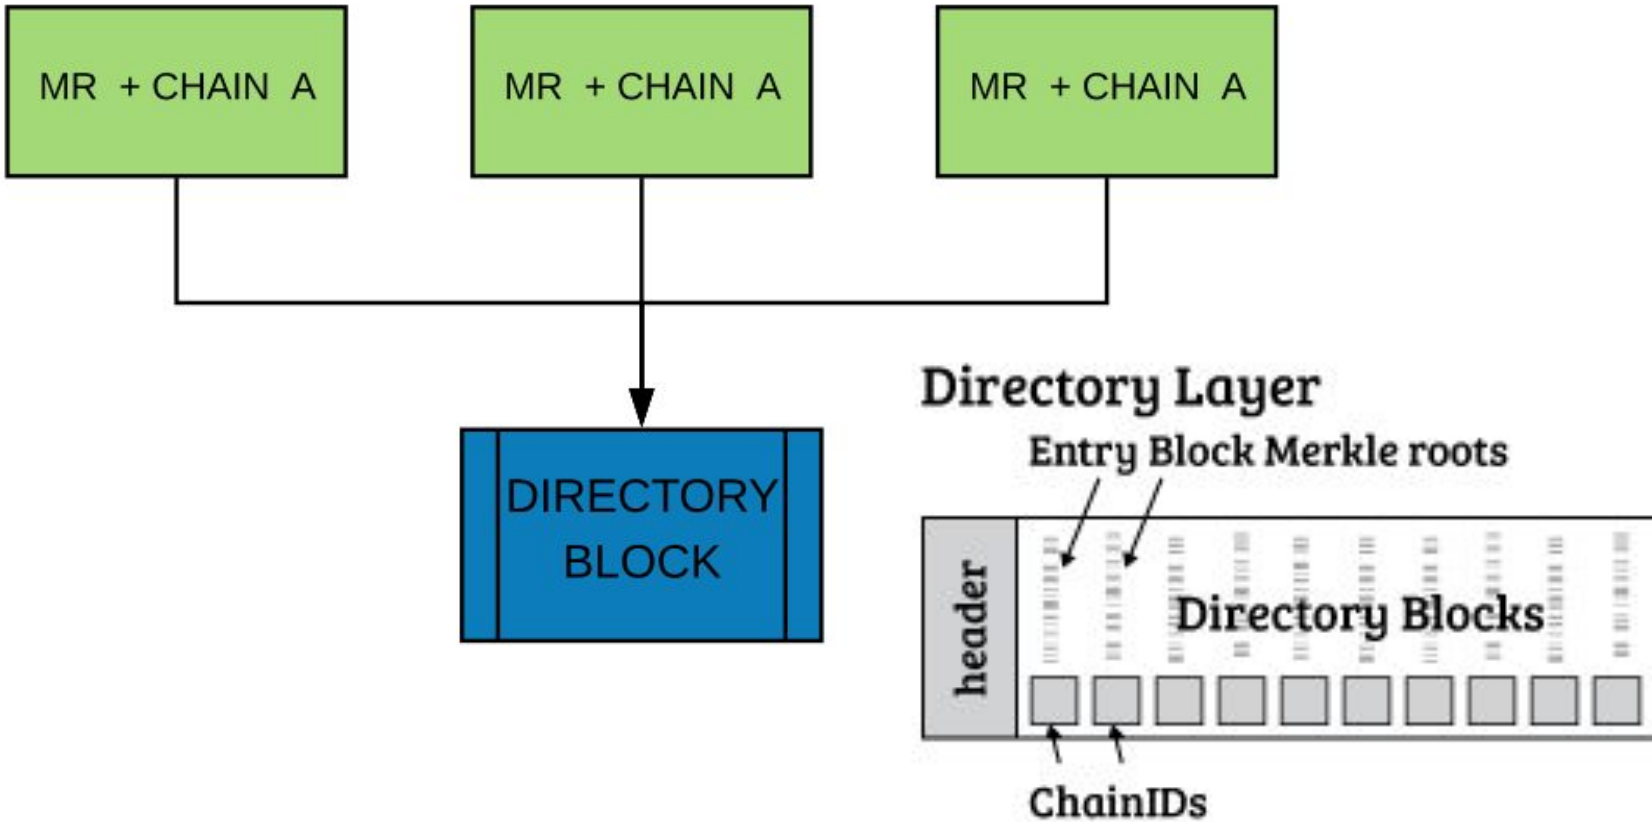 MR + CHAIN A
MR + CHAIN A
MR + CHAIN A
DIRECTORY
BLOCK
Directory Layer
Entry Block Merkle roots
header
Directory Blocks
ChainIDs